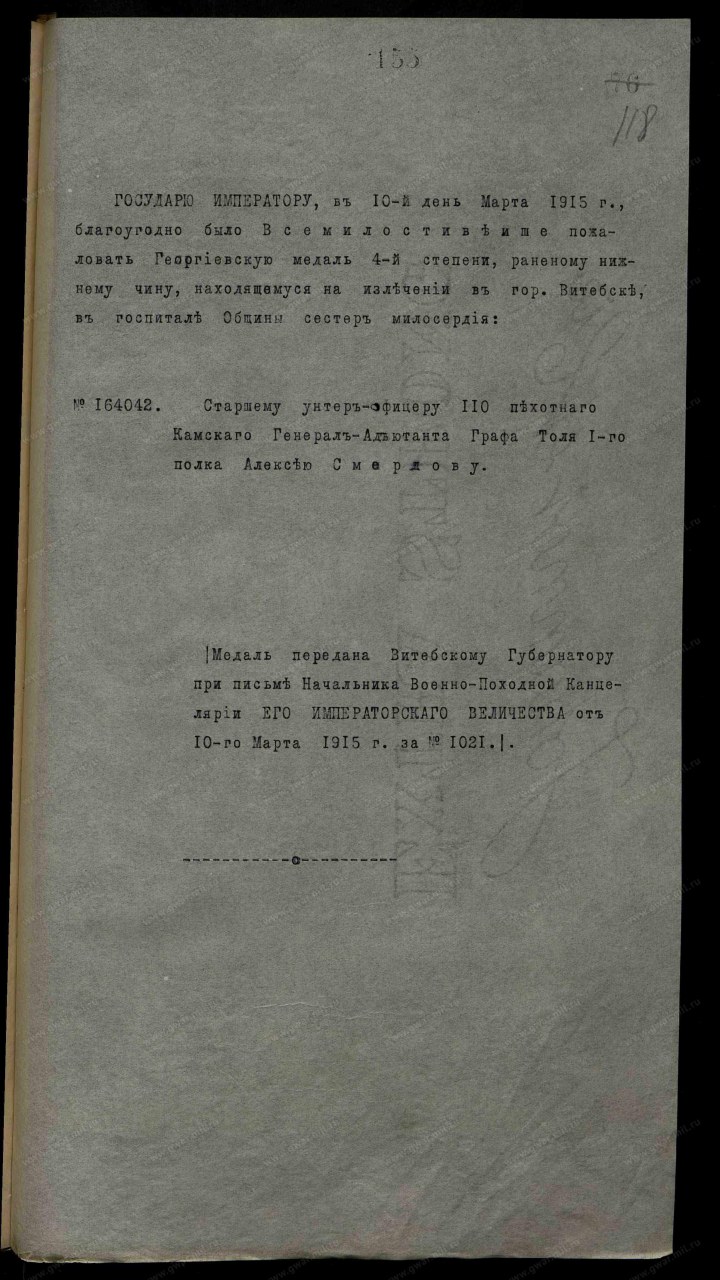 155
76
118
ГОСУДАРЮ ИМПЕРАТОРУ, въ 10-й день Марта 1915 г.,
благоугодно было Всемилостивѣйше пожа-
ловать Георгіевскую медаль 4-й степени, раненому ниж-
нему чину, находящемуся на излѣченіи въ гор. Витебскѣ,
въ госпиталѣ Общины сестеръ милосердія:
№ 164042. Старшему унтеръ-офицеру 110 пѣхотнаго
Камскаго Генералъ-Адъютанта Графа Толя 1-го
полка Алексѣю Смердову.
|Медаль передана Витебскому Губернатору
при письмѣ Начальника Военно-Походной Канце-
ляріи ЕГО ИМПЕРАТОРСКАГО ВЕЛИЧЕСТВА отъ
10-го Марта 1915 г. за № 1021.|.